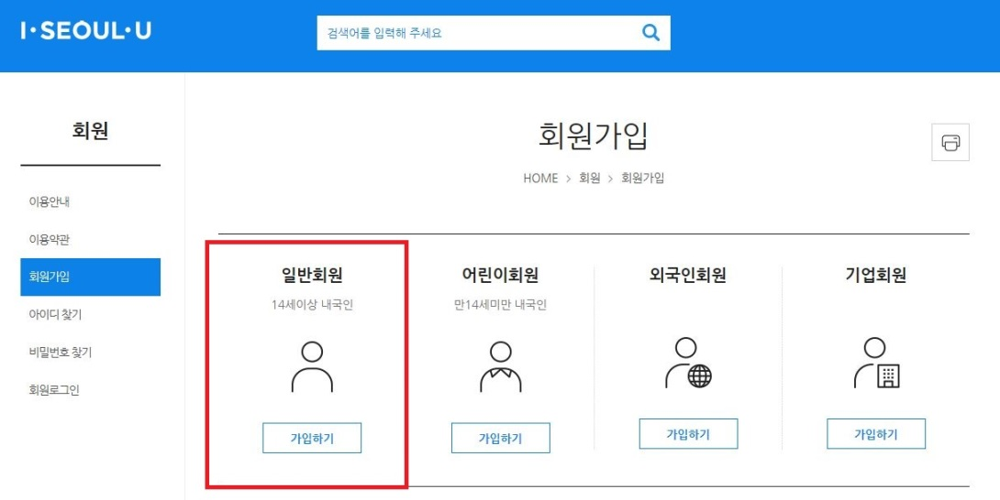 I·SEOUL·U
검색어를 입력해 주세요
회원
이용안내
이용약관
회원가입
아이디 찾기
비밀번호 찾기
회원로그인
회원가입
HOME > 회원 > 회원가입
일반회원
14세이상 내국인
가입하기
어린이회원
만14세미만 내국인
가입하기
외국인회원
가입하기
기업회원
가입하기